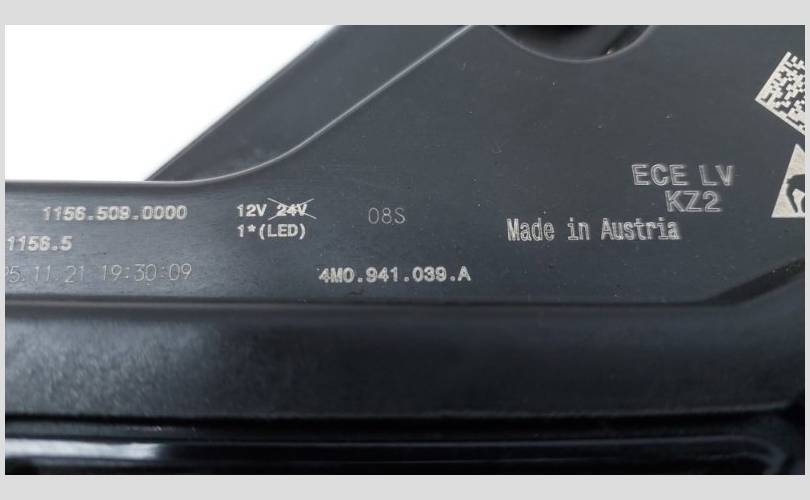 1156.509.0000
12V 24V
08S
ECE LV
KZ2
1156.5
1*(LED)
Made in Austria
25.11.21 19:30:09
4M0.941.039.A